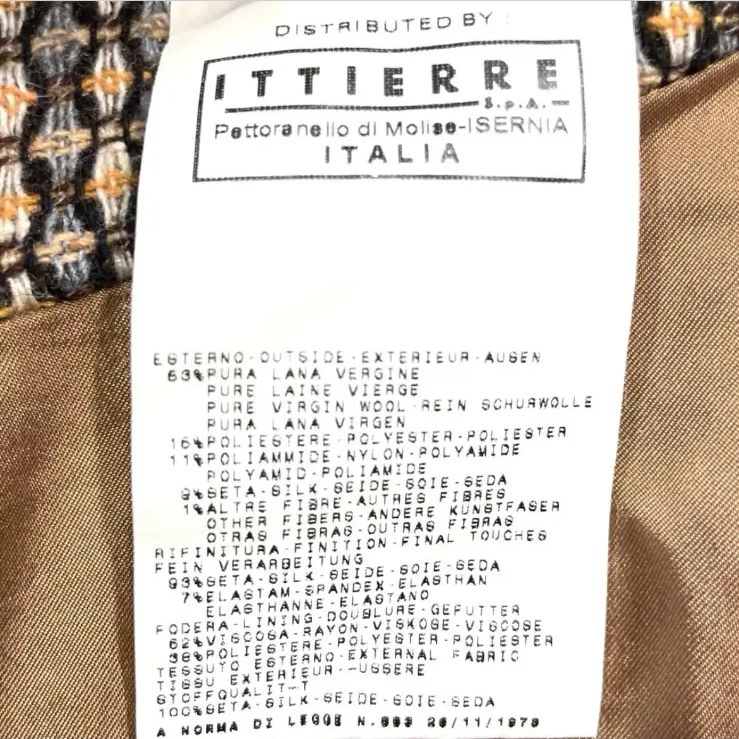 DISTRIBUTED BY:
ITTIERRE
S.p.A.
Pettoranello di Molise-ISERNIA
ITALIA
ESTERNO-OUTSIDE-EXTERIEUR-AUSEN
63%PURA LANA VERGINE
PURE LAINE VIERGE
PURE VIRGIN WOOL-REIN SCHURWOLLE
PURA LANA VIRGEN
16%POLIESTERE-POLYESTER-POLIESTER
11%POLIAMMIDE-NYLON-POLYAMIDE
POLYAMID-POLIAMIDE
9%SETA-SILK-SEIDE-SOIE-SEDA
1%ALTRE FIBRE-AUTRES FIBRES
OTHER FIBERS-ANDERE KUNSTFASER
OTRAS FIBRAS-OUTRAS FIBRAS
RIFINITURA-FINITION-FINAL TOUCHES
FEIN VERARBEITUNG
93%SETA-SILK-SEIDE-SOIE-SEDA
7%ELASTAM-SPANDEX-ELASTHAN
ELASTHANNE-ELASTANO
FODERA-LINING-DOUBLURE-GEFUTTER
62%VISCOSA-RAYON-VISKOSE-VISCOSE
38%POLIESTERE-POLYESTER-POLIESTER
TESSUTO ESTERNO-EXTERNAL FABRIC
TISSU EXTERIEUR--USSERE
STOFFQUALIT-T
100%SETA-SILK-SEIDE-SOIE-SEDA
A NORMA DI LEGGE N.883 26/11/1973